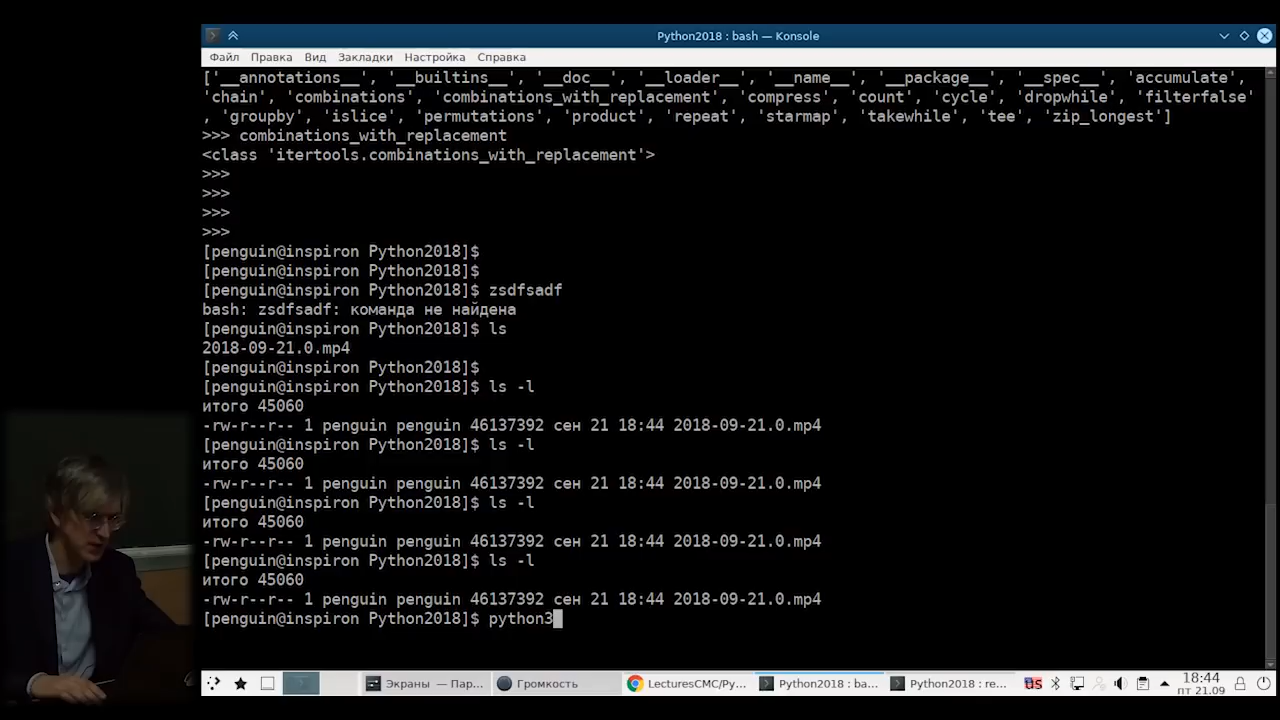 Python2018 : bash — Konsole
Файл Правка Вид Закладки Настройка Справка
['__annotations__', '__builtins__', '__doc__', '__loader__', '__name__', '__package__', '__spec__', 'accumulate',
'chain', 'combinations', 'combinations_with_replacement', 'compress', 'count', 'cycle', 'dropwhile', 'filterfalse'
, 'groupby', 'islice', 'permutations', 'product', 'repeat', 'starmap', 'takewhile', 'tee', 'zip_longest']
>>> combinations_with_replacement
<class 'itertools.combinations_with_replacement'>
>>>
>>>
>>>
>>>
[penguin@inspiron Python2018]$
[penguin@inspiron Python2018]$
[penguin@inspiron Python2018]$ zsdfsadf
bash: zsdfsadf: команда не найдена
[penguin@inspiron Python2018]$ ls
2018-09-21.0.mp4
[penguin@inspiron Python2018]$
[penguin@inspiron Python2018]$ ls -l
итого 45060
-rw-r--r-- 1 penguin penguin 46137392 сен 21 18:44 2018-09-21.0.mp4
[penguin@inspiron Python2018]$ ls -l
итого 45060
-rw-r--r-- 1 penguin penguin 46137392 сен 21 18:44 2018-09-21.0.mp4
[penguin@inspiron Python2018]$ ls -l
итого 45060
-rw-r--r-- 1 penguin penguin 46137392 сен 21 18:44 2018-09-21.0.mp4
[penguin@inspiron Python2018]$ ls -l
итого 45060
-rw-r--r-- 1 penguin penguin 46137392 сен 21 18:44 2018-09-21.0.mp4
[penguin@inspiron Python2018]$ python3
Экраны — Пар... Громкость LecturesCMC/Py... Python2018 : ba... Python2018 : re... us 18:44
пт 21.09